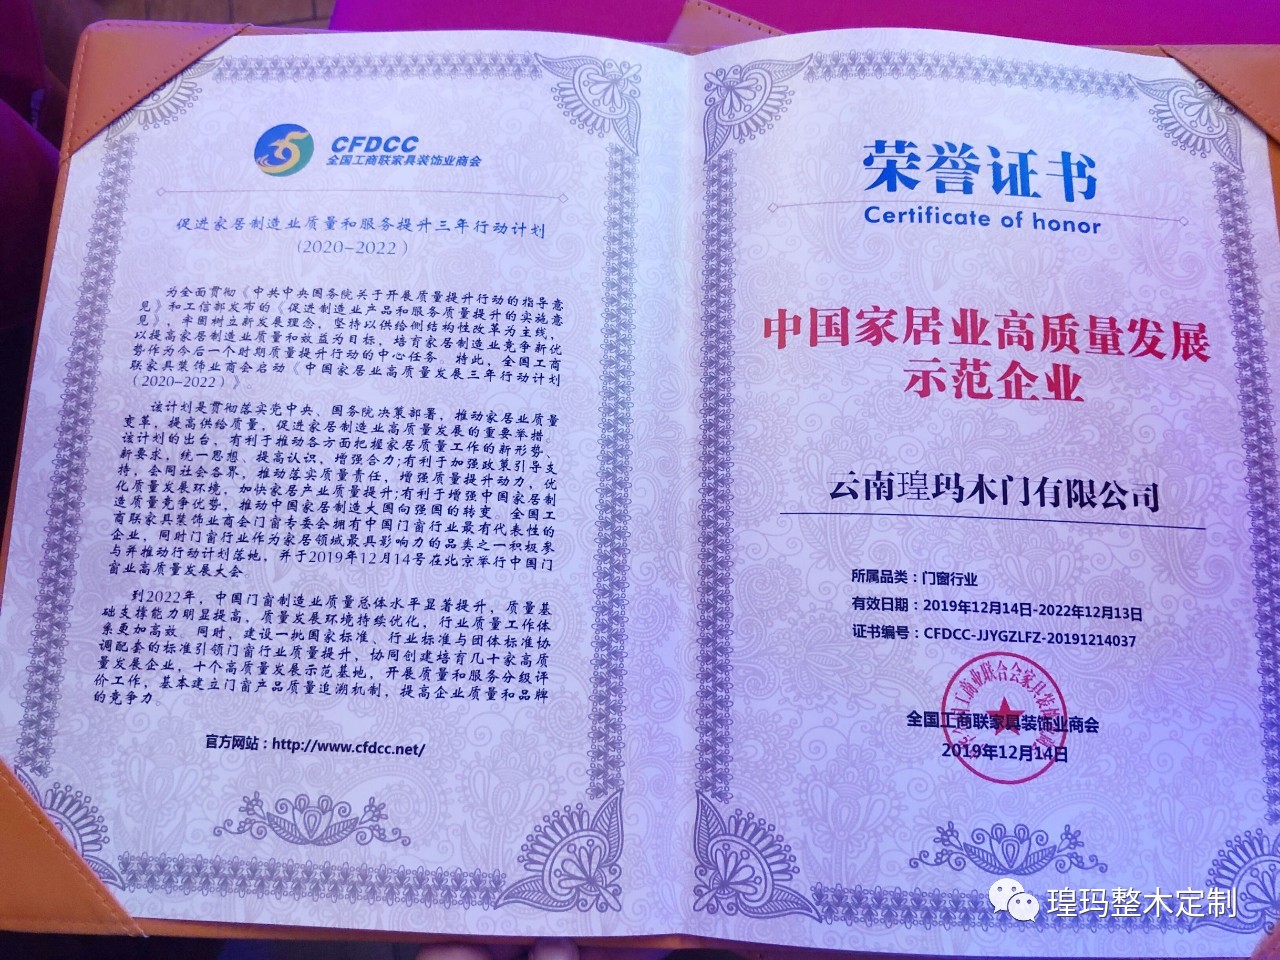 CFDCC
全国工商联家具装饰业商会
促进家居制造业质量和服务提升三年行动计划
（2020-2022）
为全面贯彻《中共中央国务院关于开展质量提升行动的指导意
见》和工信部发布的《促进制造业产品和服务质量提升的实施意
见》，牢固树立新发展理念，坚持以供给侧结构性改革为主线，
以提高家居制造业质量和效益为目标，培育家居制造业竞争新优
势作为今后一个时期质量提升行动的中心任务。特此，全国工商
联家具装饰业商会启动《中国家居业高质量发展三年行动计划
（2020-2022）》。
该计划是贯彻落实党中央、国务院决策部署，推动家居业质量
变革，提高供给质量，促进家居制造业高质量发展的重要举措。
该计划的出台，有利于推动各方面把握家居质量工作的新形势、
新要求，统一思想、提高认识、增强合力；有利于加强政策引导支
持，会同社会各界，推动落实质量责任，增强质量提升动力，优
化质量发展环境，加快家居产业质量提升；有利于增强中国家居制
造质量竞争优势，推动中国家居制造大国向强国的转变。全国工
商联家具装饰业商会门窗专委会拥有中国门窗行业最有代表性的
企业，同时门窗行业作为家居领域最具影响力的品类之一积极参
与并推动行动计划落地，并于2019年12月14号在北京举行中国门
窗业高质量发展大会。
到2022年，中国门窗制造业质量总体水平显著提升，质量基
础支撑能力明显提高，质量发展环境持续优化，行业质量工作体
系更加高效。同时，建设一批国家标准、行业标准与团体标准协
调配套的标准引领门窗行业质量提升，协同创建培育几十家高质
量发展企业，十个高质量发展示范基地，开展质量和服务分级评
价工作，基本建立门窗产品质量追溯机制，提高企业质量和品牌
的竞争力。
官方网站：http://www.cfdcc.net/
荣誉证书
Certificate of honor
中国家居业高质量发展
示范企业
云南瑝玛木门有限公司
所属品类：门窗行业
有效日期：2019年12月14日-2022年12月13日
证书编号：CFDCC-JJYGZLFZ-20191214037
全国工商联家具装饰业商会
2019年12月14日
瑝玛整木定制